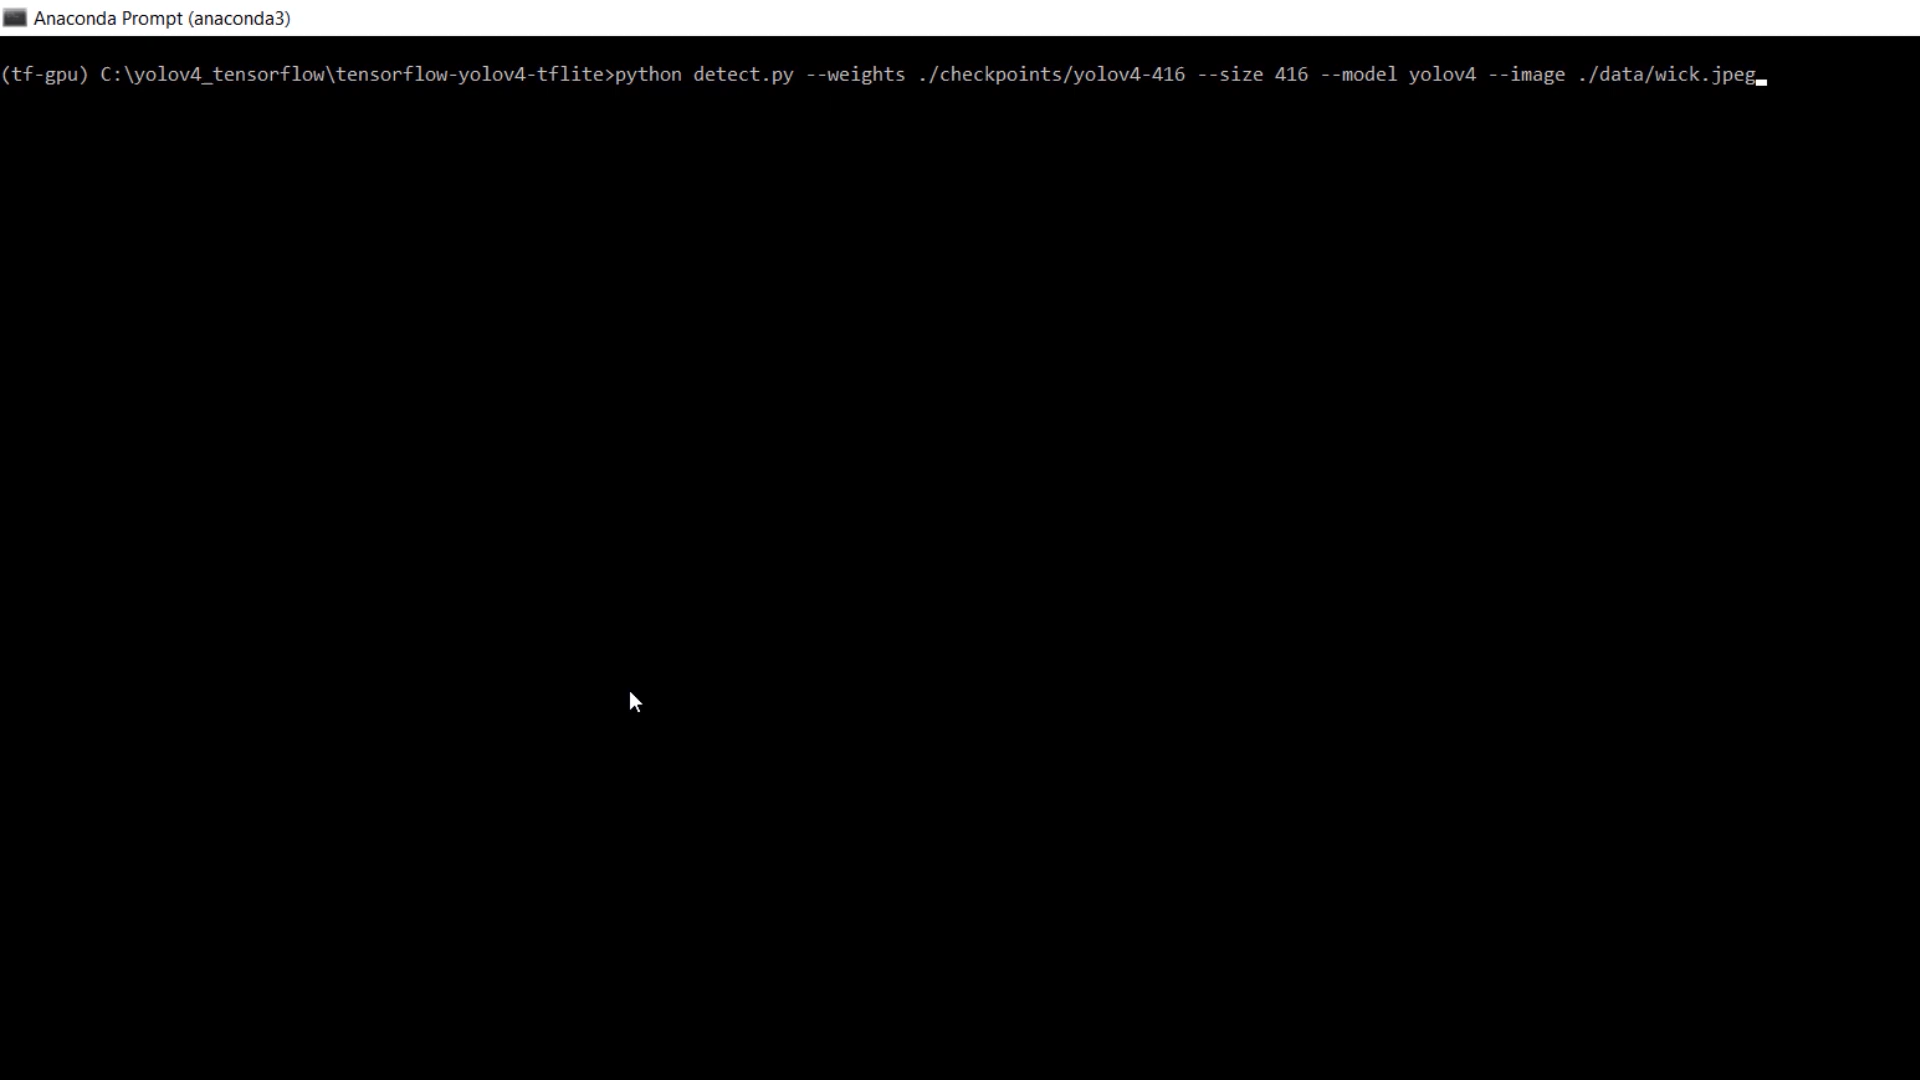 Anaconda Prompt (anaconda3)
(tf-gpu) C:\yolov4_tensorflow\tensorflow-yolov4-tflite>python detect.py --weights ./checkpoints/yolov4-416 --size 416 --model yolov4 --image ./data/wick.jpeg